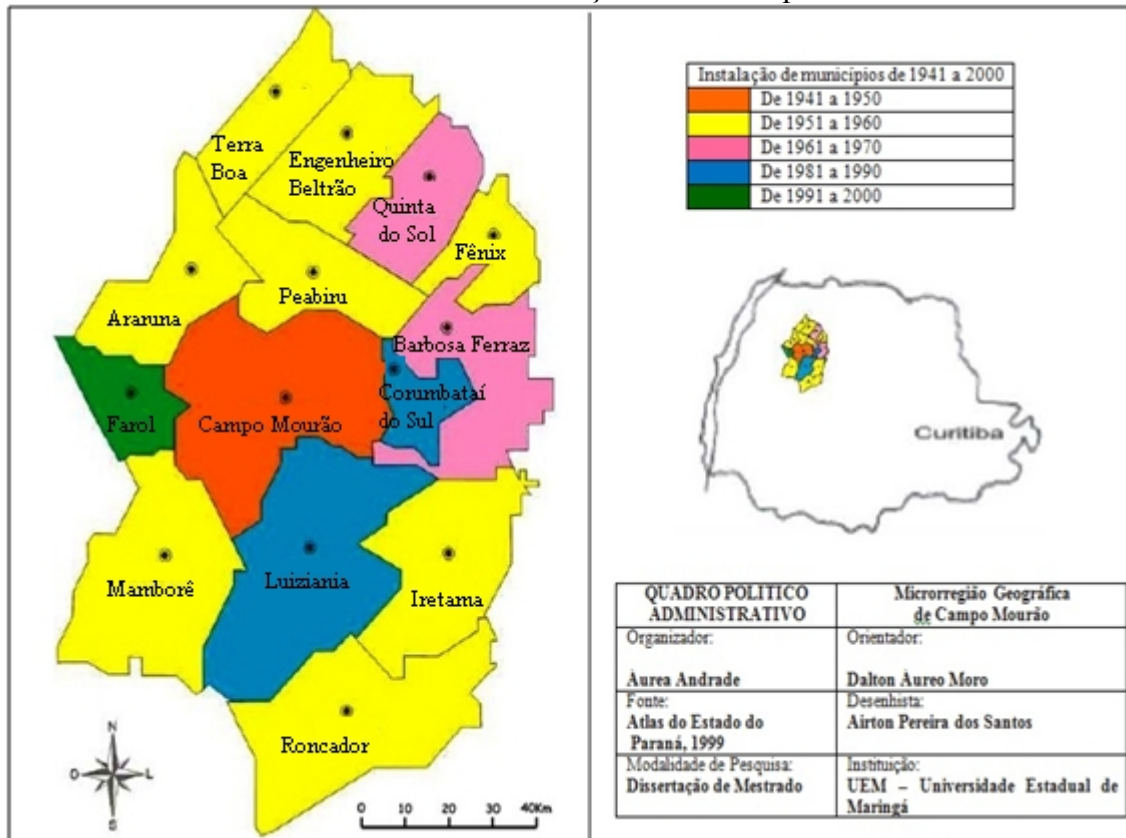 Terra
Boa
Engenheiro
Beltrão
Quinta
do Sol
Fênix
Peabiru
Araruna
Barbosa Ferraz
Corumbataí
do Sul
Farol
Campo Mourão
Mamborê
Luiziania
Iretama
Roncador
N
O
L
S
0 10 20 30 40Km
Instalação de municípios de 1941 a 2000
De 1941 a 1950
De 1951 a 1960
De 1961 a 1970
De 1981 a 1990
De 1991 a 2000
Curitiba
QUADRO POLITICO
ADMINISTRATIVO
Microrregião Geográfica
de Campo Mourão
Organizador:
Àurea Andrade
Orientador:
Dalton Àureo Moro
Fonte:
Atlas do Estado do
Paraná, 1999
Desenhista:
Airton Pereira dos Santos
Modalidade de Pesquisa:
Dissertação de Mestrado
Instituição:
UEM – Universidade Estadual de
Maringá